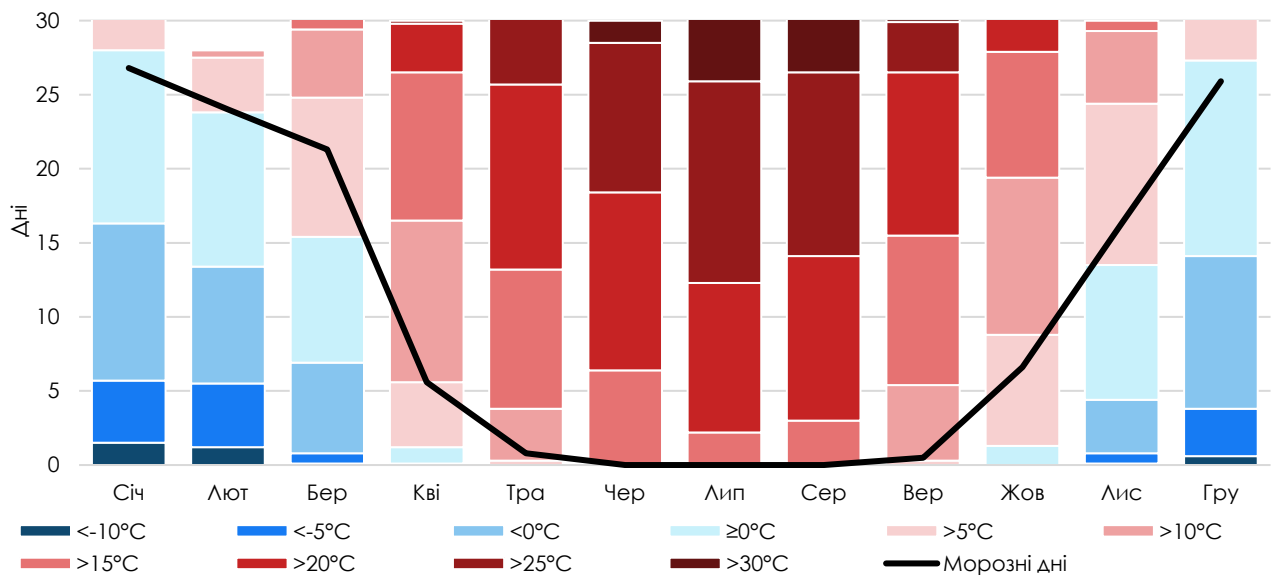 30
25
20
15
10
5
0
Дні
Січ Лют Бер Кві Тра Чер Лип Сер Вер Жов Лис Гру
<-10°C <-5°C <0°C ≥0°C >5°C >10°C
>15°C >20°C >25°C >30°C Морозні дні